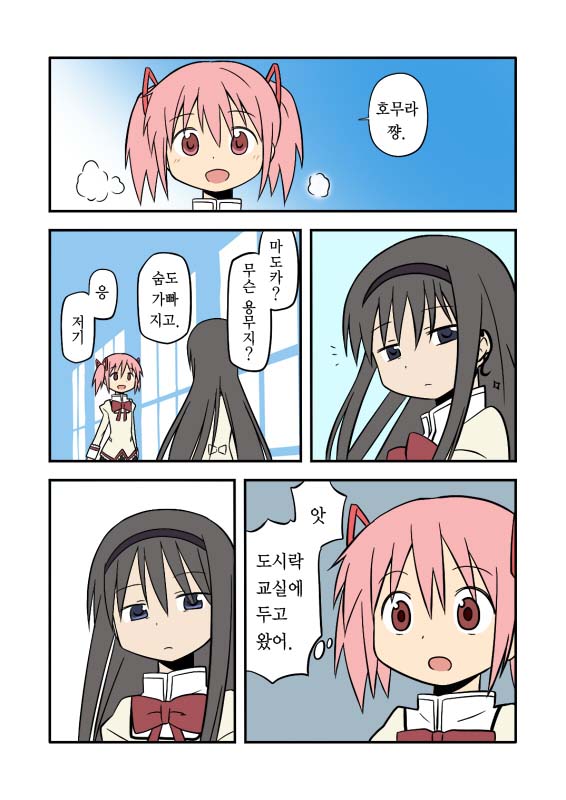 호무라
쨩.
마도카?
무슨 용무지?
숨도
가빠
지고.
응
저기
앗
도시락
교실에
두고
왔어.